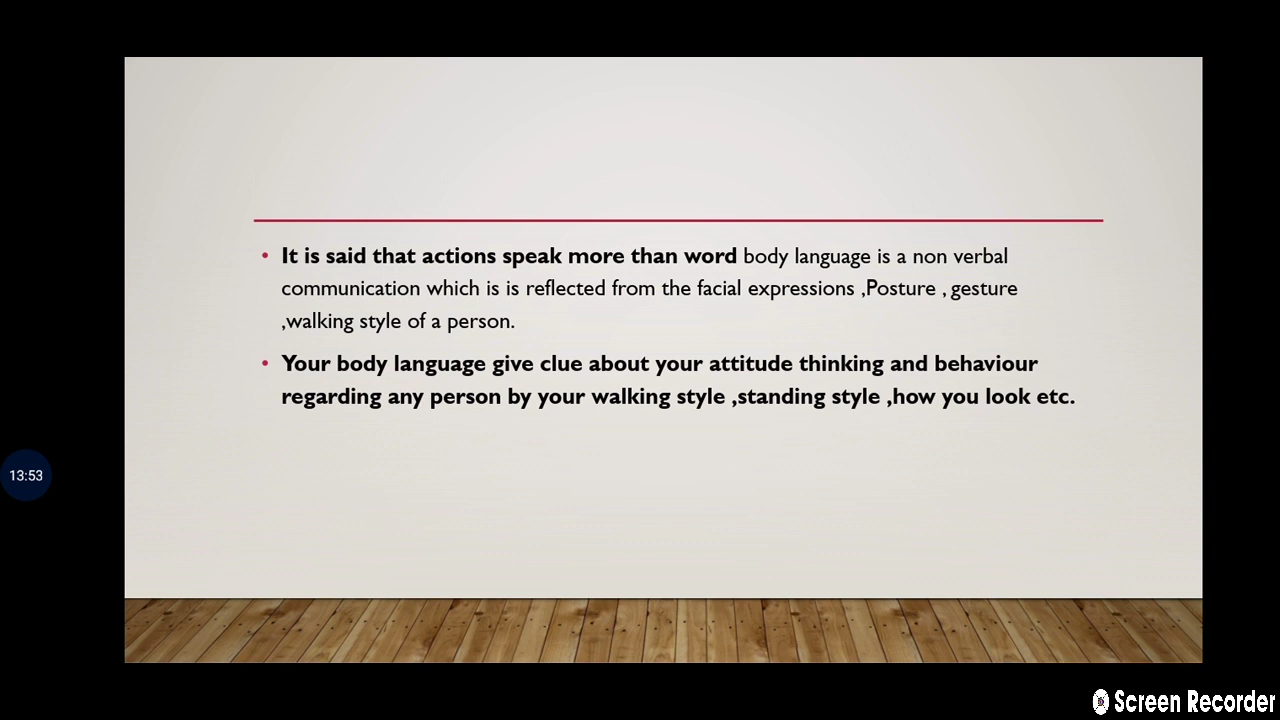 • It is said that actions speak more than word body language is a non verbal
communication which is is reflected from the facial expressions ,Posture , gesture
,walking style of a person.
• Your body language give clue about your attitude thinking and behaviour
regarding any person by your walking style ,standing style ,how you look etc.
13:53
Screen Recorder